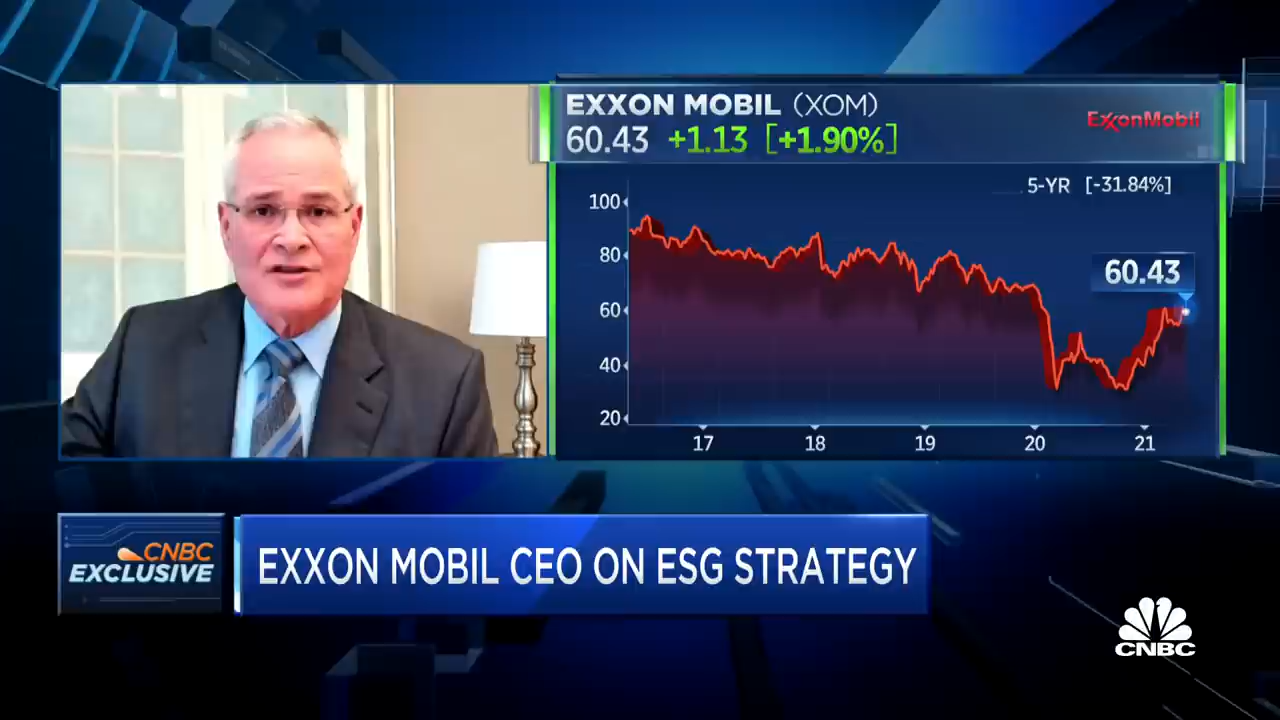 EXXON MOBIL (XOM)
60.43 +1.13 [+1.90%]
ExxonMobil
5-YR [-31.84%]
100
80
60
40
20
60.43
17 18 19 20 21
CNBC
EXCLUSIVE
EXXON MOBIL CEO ON ESG STRATEGY
CNBC